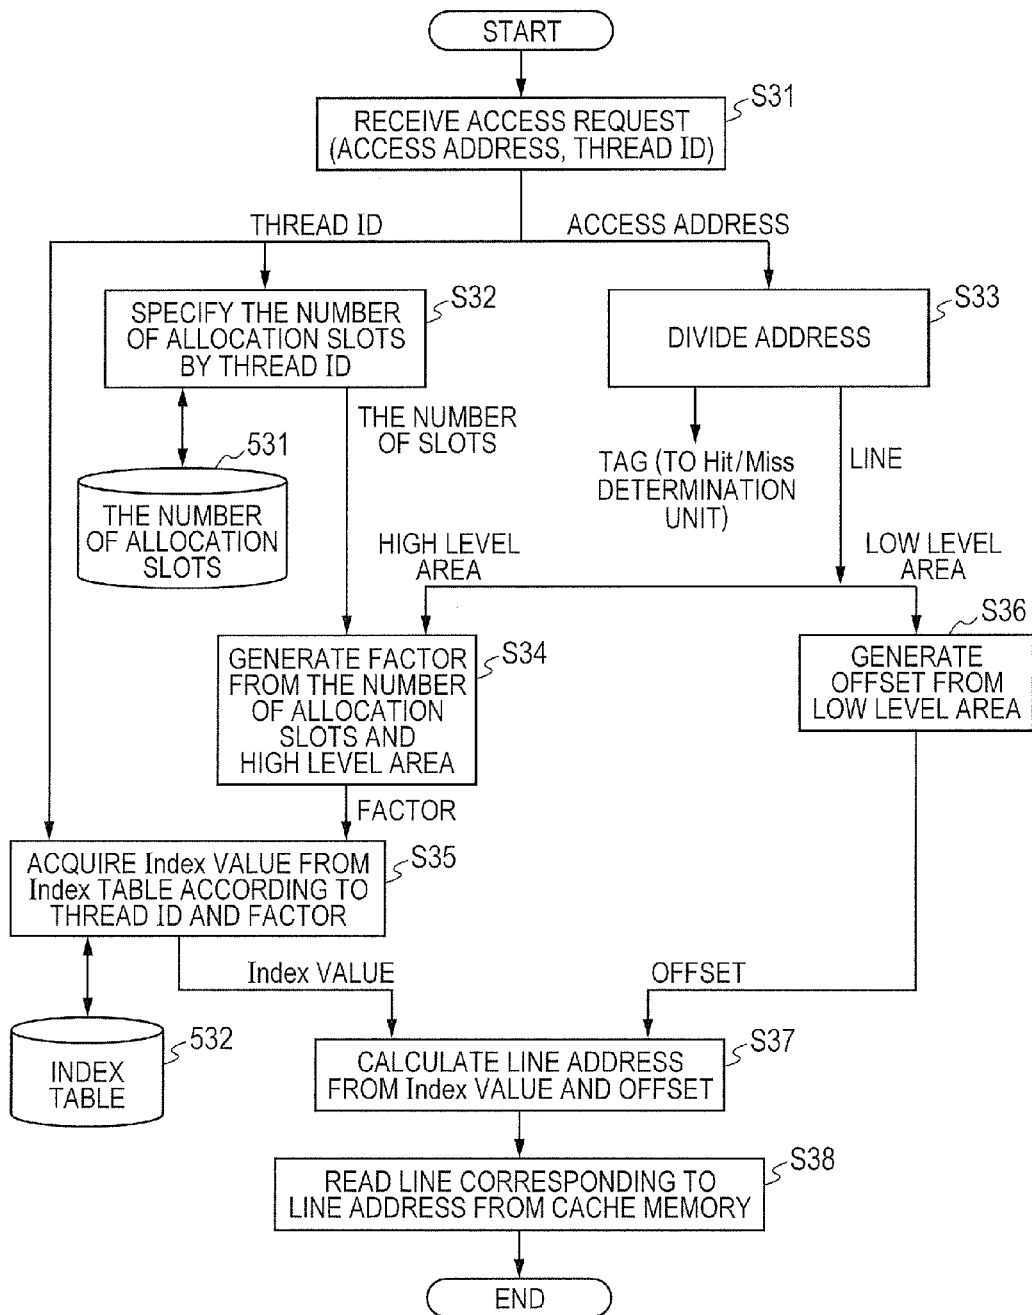 START
S31
RECEIVE ACCESS REQUEST
(ACCESS ADDRESS, THREAD ID)
THREAD ID
ACCESS ADDRESS
S32
SPECIFY THE NUMBER
OF ALLOCATION SLOTS
BY THREAD ID
S33
DIVIDE ADDRESS
THE NUMBER
OF SLOTS
531
THE NUMBER
OF ALLOCATION
SLOTS
TAG (TO Hit/Miss
DETERMINATION
UNIT)
LINE
HIGH LEVEL
AREA
LOW LEVEL
AREA
S34
GENERATE FACTOR
FROM THE NUMBER
OF ALLOCATION
SLOTS AND
HIGH LEVEL AREA
S36
GENERATE
OFFSET FROM
LOW LEVEL AREA
FACTOR
S35
ACQUIRE Index VALUE FROM
Index TABLE ACCORDING TO
THREAD ID AND FACTOR
Index VALUE
OFFSET
532
INDEX
TABLE
S37
CALCULATE LINE ADDRESS
FROM Index VALUE AND OFFSET
S38
READ LINE CORRESPONDING TO
LINE ADDRESS FROM CACHE MEMORY
END